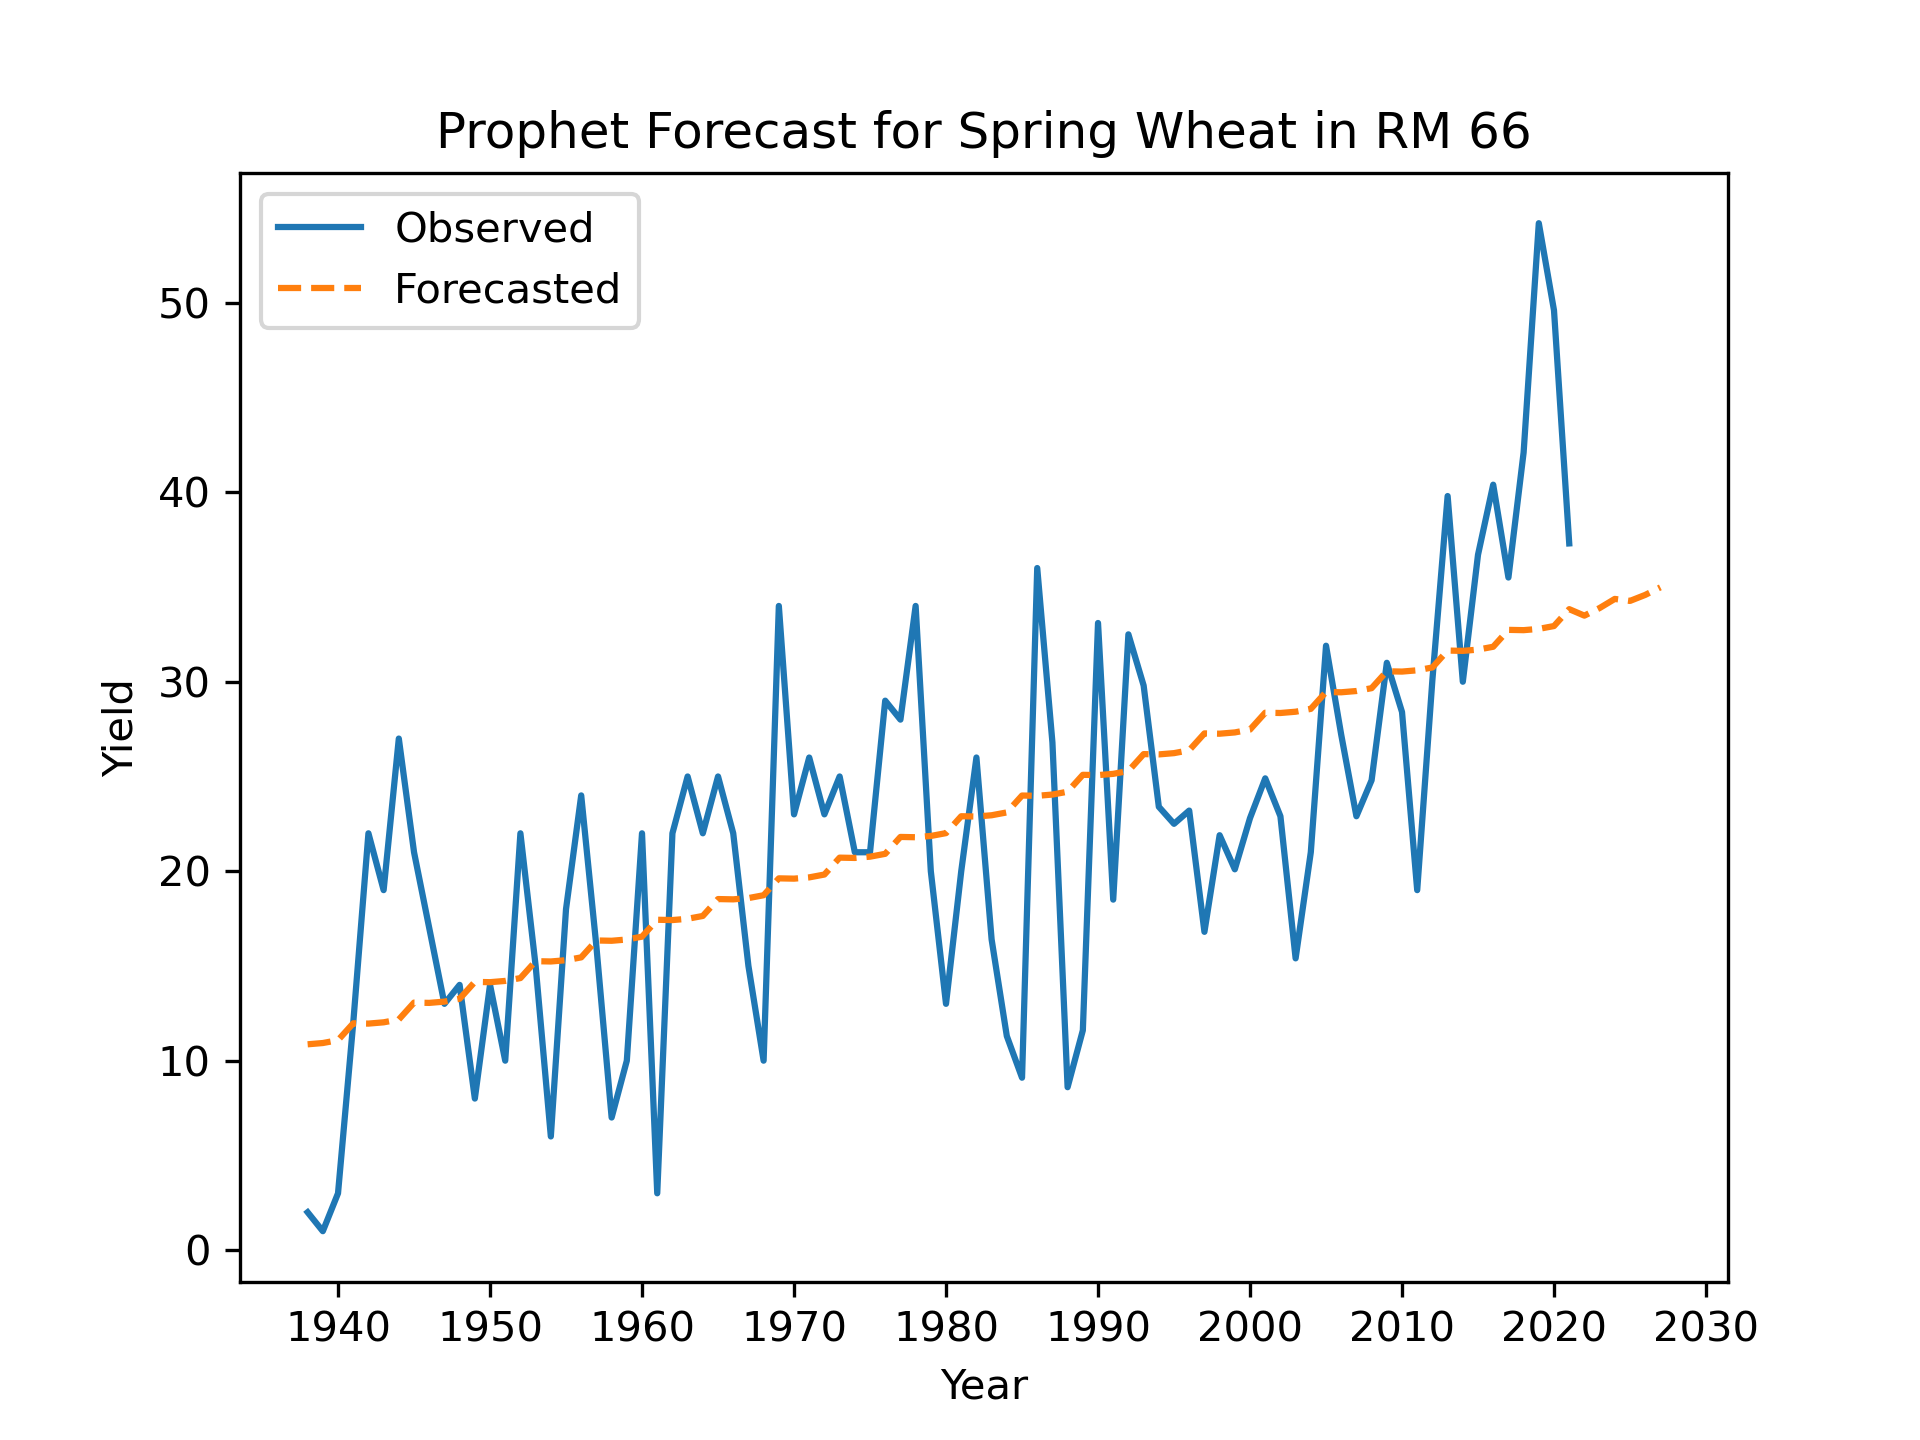 Prophet Forecast for Spring Wheat in RM 66
Observed
Forecasted
50
40
30
20
10
0
Yield
1940 1950 1960 1970 1980 1990 2000 2010 2020 2030
Year